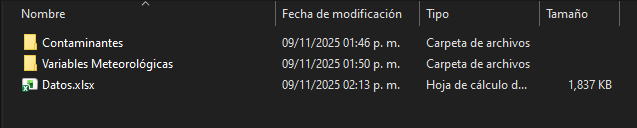 Nombre Fecha de modificación Tipo Tamaño
Contaminantes 09/11/2025 01:46 p. m. Carpeta de archivos
Variables Meteorológicas 09/11/2025 01:50 p. m. Carpeta de archivos
Datos.xlsx 09/11/2025 02:13 p. m. Hoja de cálculo d... 1,837 KB